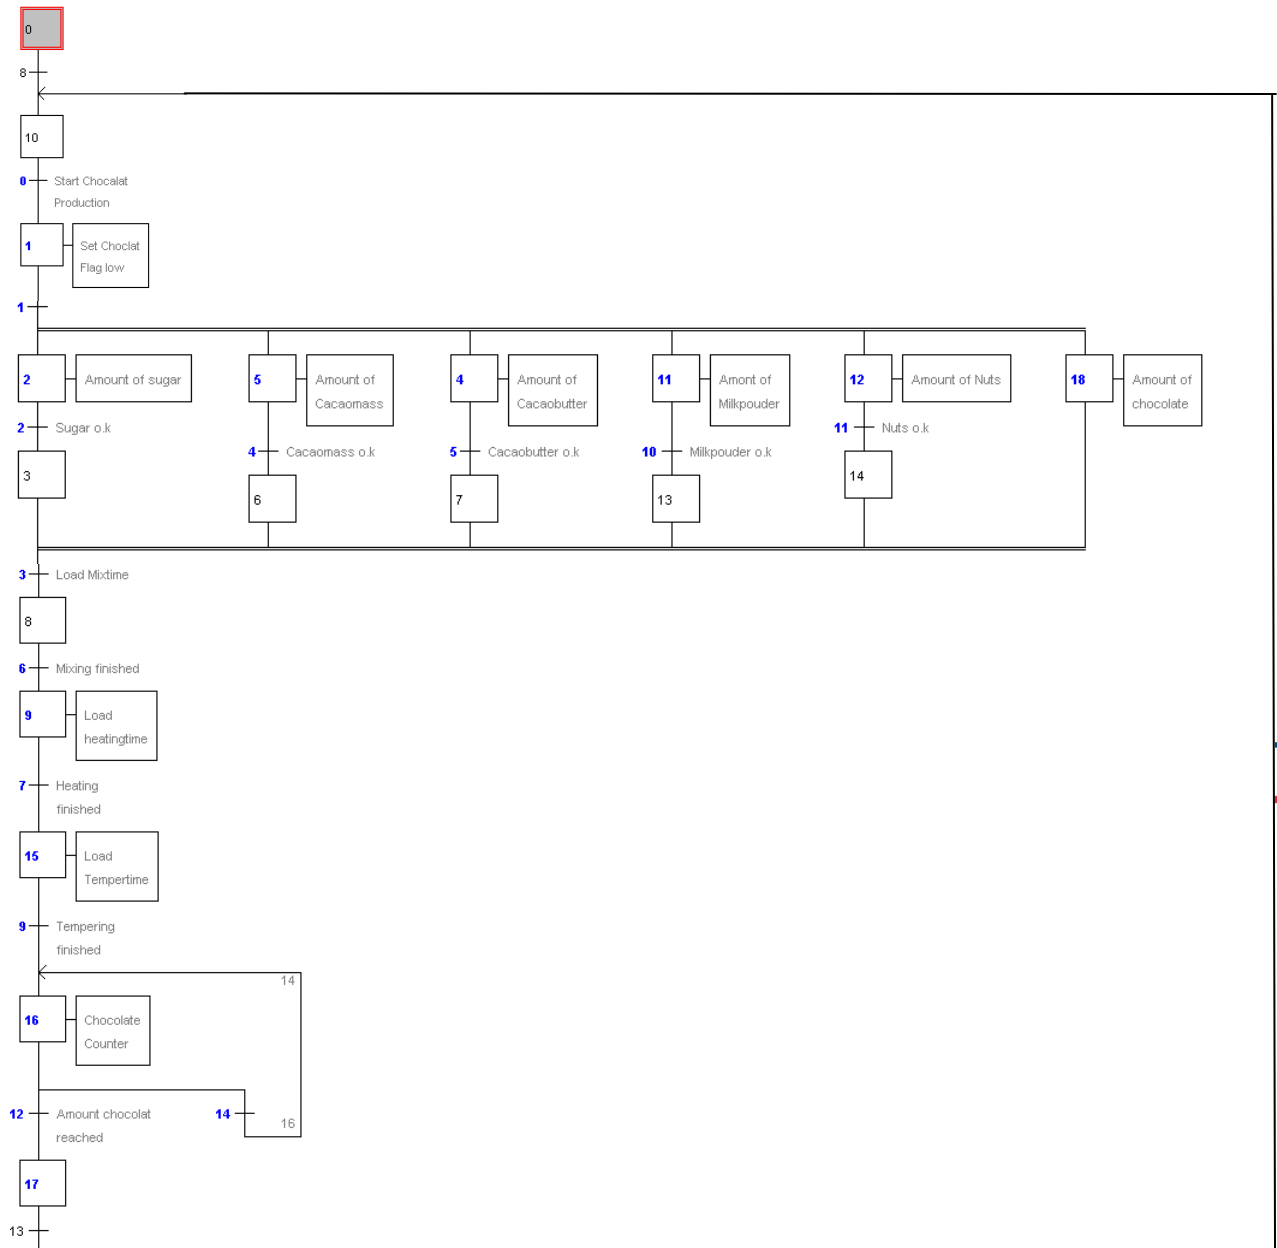 0
8
10
0 Start Chocalat
Production
1 Set Choclat
Flag low
1
2 Amount of sugar
5 Amount of
Cacaomass
4 Amount of
Cacaobutter
11 Amont of
Milkpouder
12 Amount of Nuts
18 Amount of
chocolate
2 Sugar o.k
4 Cacaomass o.k
5 Cacaobutter o.k
10 Milkpouder o.k
11 Nuts o.k
3
6
7
13
14
3 Load Mixtime
8
6 Mixing finished
9 Load
heatingtime
7 Heating
finished
15 Load
Tempertime
9 Tempering
finished
14
16 Chocolate
Counter
12 Amount chocolat
reached
14
16
17
13